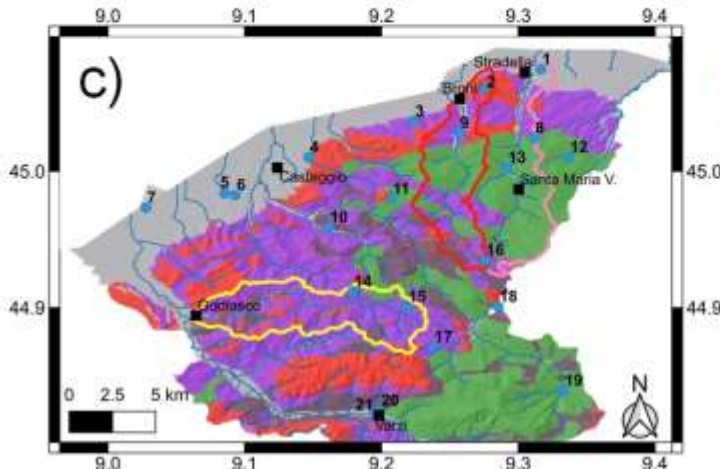 9.0 9.1 9.2 9.3 9.4
c)
Stradella 1
Broni 2
3 9 8
4 12
45.0 Casteggio 13 45.0
5 6 11 Santa Maria V.
7 10
16
14 15 18
44.9 Godiasco 44.9
17
0 2.5 5 km 19 N
21 20
Varzi
9.0 9.1 9.2 9.3 9.4